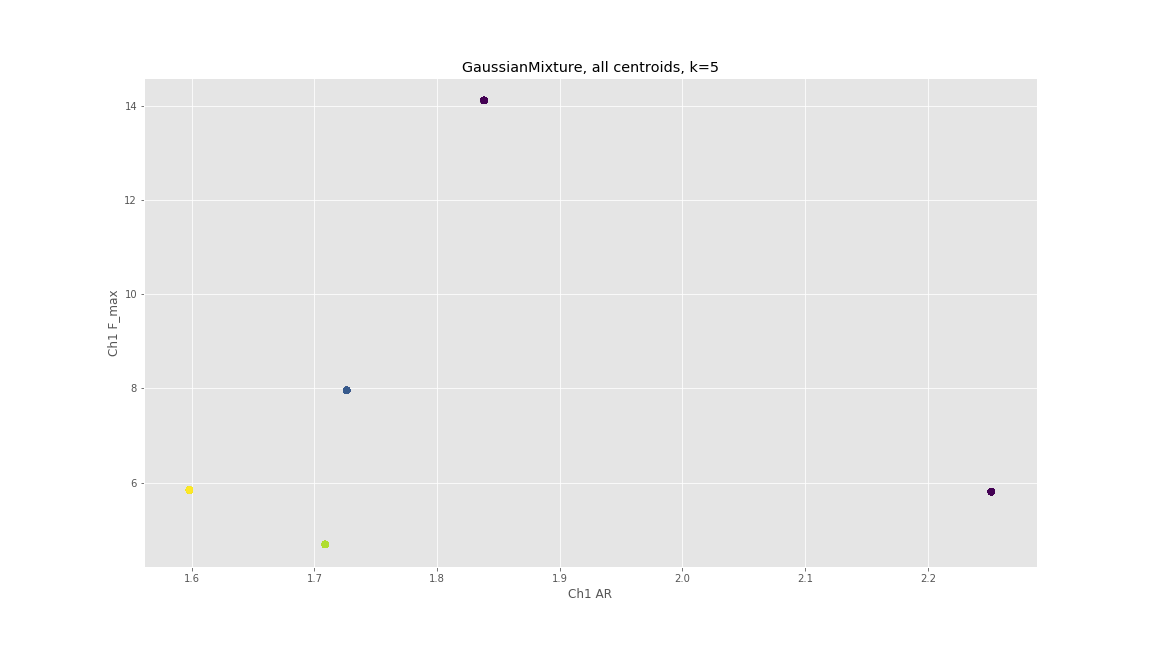 GaussianMixture, all centroids, k=5
14
12
10
8
6
Ch1 F_max
1.6 1.7 1.8 1.9 2.0 2.1 2.2
Ch1 AR